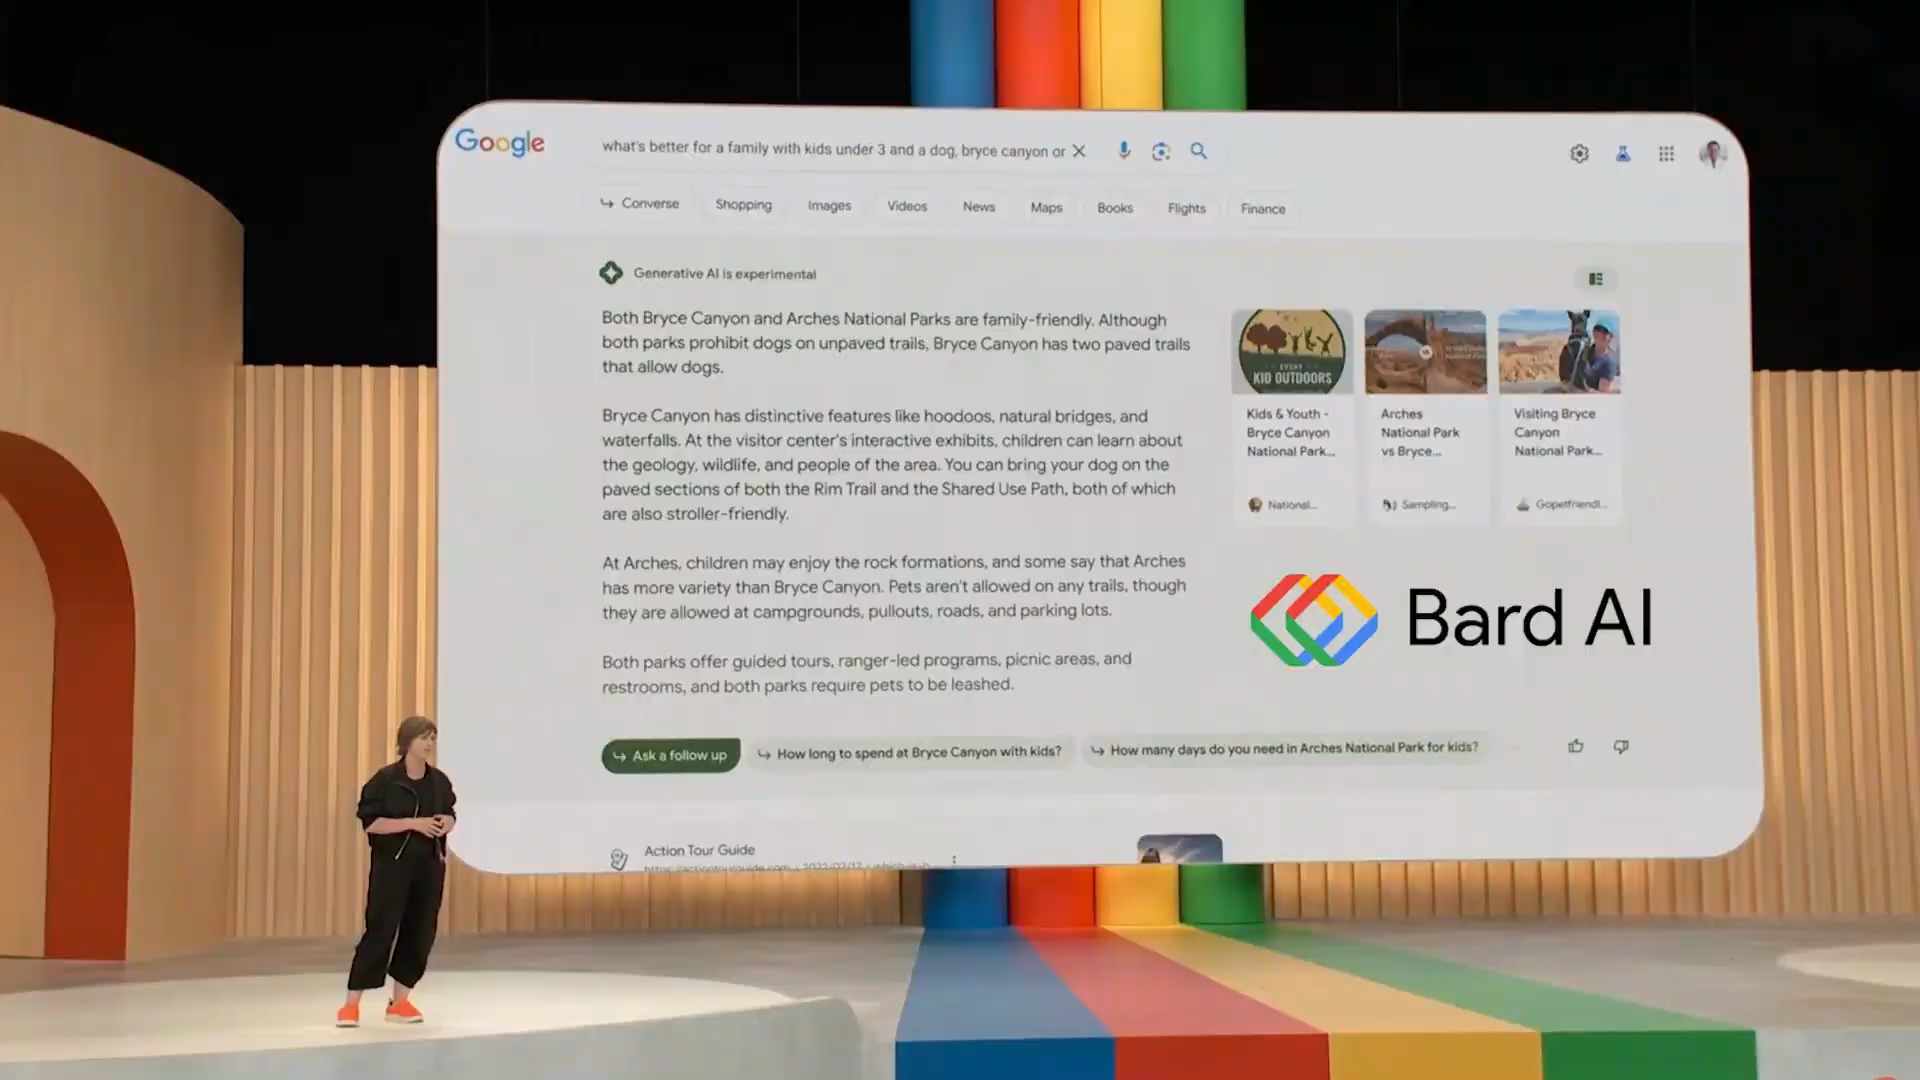 Google
what's better for a family with kids under 3 and a dog, bryce canyon or
Converse
Shopping
Images
Videos
News
Maps
Books
Flights
Finance
Generative AI is experimental
Both Bryce Canyon and Arches National Parks are family-friendly. Although
both parks prohibit dogs on unpaved trails, Bryce Canyon has two paved trails
that allow dogs.
Bryce Canyon has distinctive features like hoodoos, natural bridges, and
waterfalls. At the visitor center's interactive exhibits, children can learn about
the geology, wildlife, and people of the area. You can bring your dog on the
paved sections of both the Rim Trail and the Shared Use Path, both of which
are also stroller-friendly.
At Arches, children may enjoy the rock formations, and some say that Arches
has more variety than Bryce Canyon. Pets aren't allowed on any trails, though
they are allowed at campgrounds, pullouts, roads, and parking lots.
Both parks offer guided tours, ranger-led programs, picnic areas, and
restrooms, and both parks require pets to be leashed.
EVERY
KID OUTDOORS
Kids & Youth -
Bryce Canyon
National Park...
National...
Arches
National Park
vs Bryce...
Sampling...
Visiting Bryce
Canyon
National Park...
Gopetfriendl...
Bard AI
Ask a follow up
How long to spend at Bryce Canyon with kids?
How many days do you need in Arches National Park for kids?
Action Tour Guide